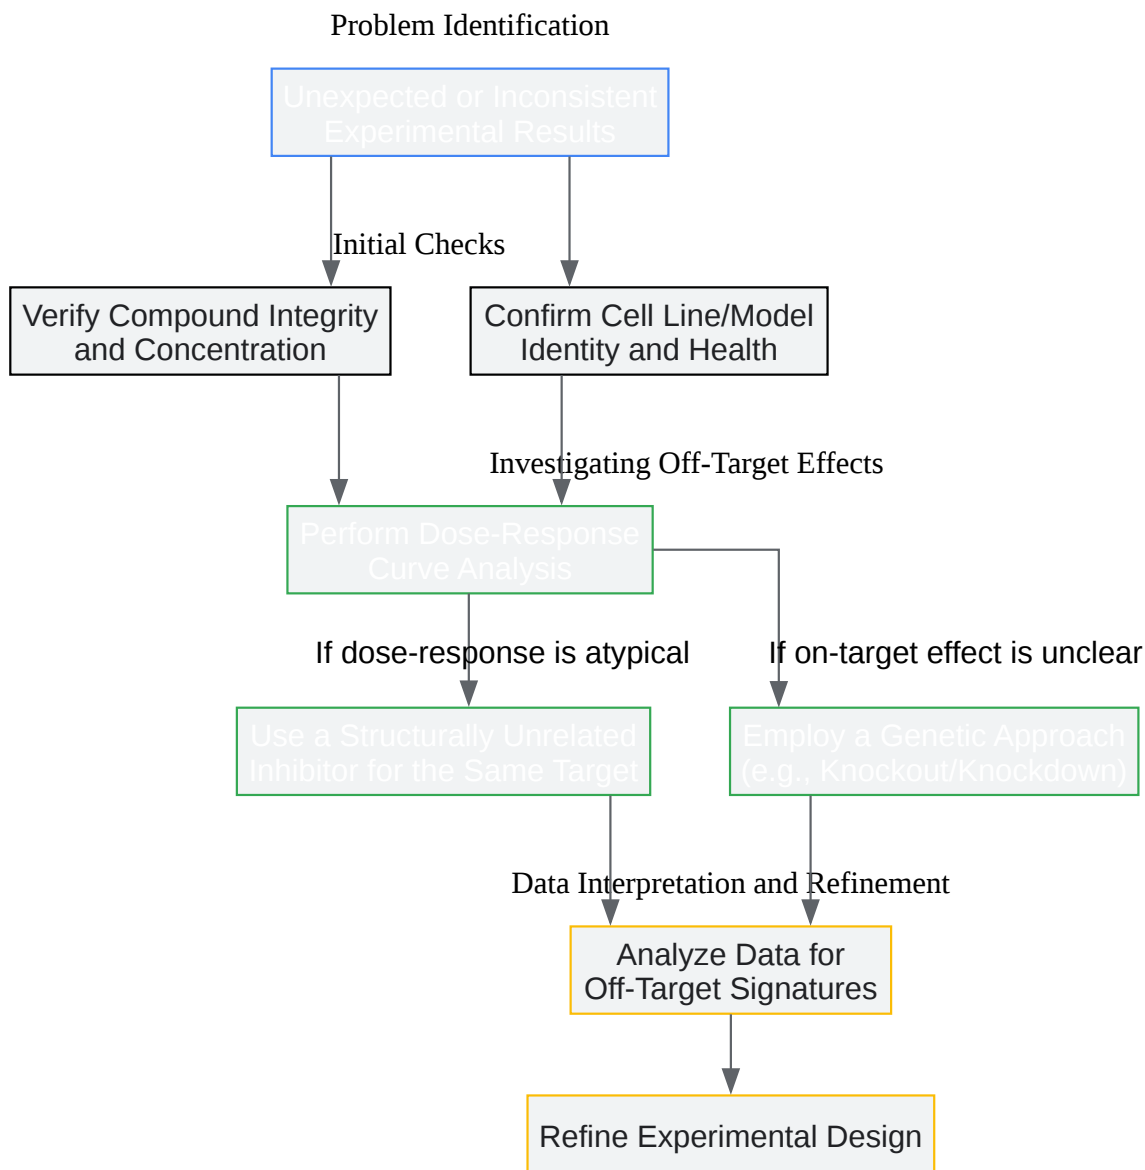 Problem Identification
Unexpected or Inconsistent
Experimental Results
Initial Checks
Verify Compound Integrity
and Concentration
Confirm Cell Line/Model
Identity and Health
Investigating Off-Target Effects
Perform Dose-Response
Curve Analysis
If dose-response is atypical
If on-target effect is unclear
Use a Structurally Unrelated
Inhibitor for the Same Target
Employ a Genetic Approach
(e.g., Knockout/Knockdown)
Data Interpretation and Refinement
Analyze Data for
Off-Target Signatures
Refine Experimental Design